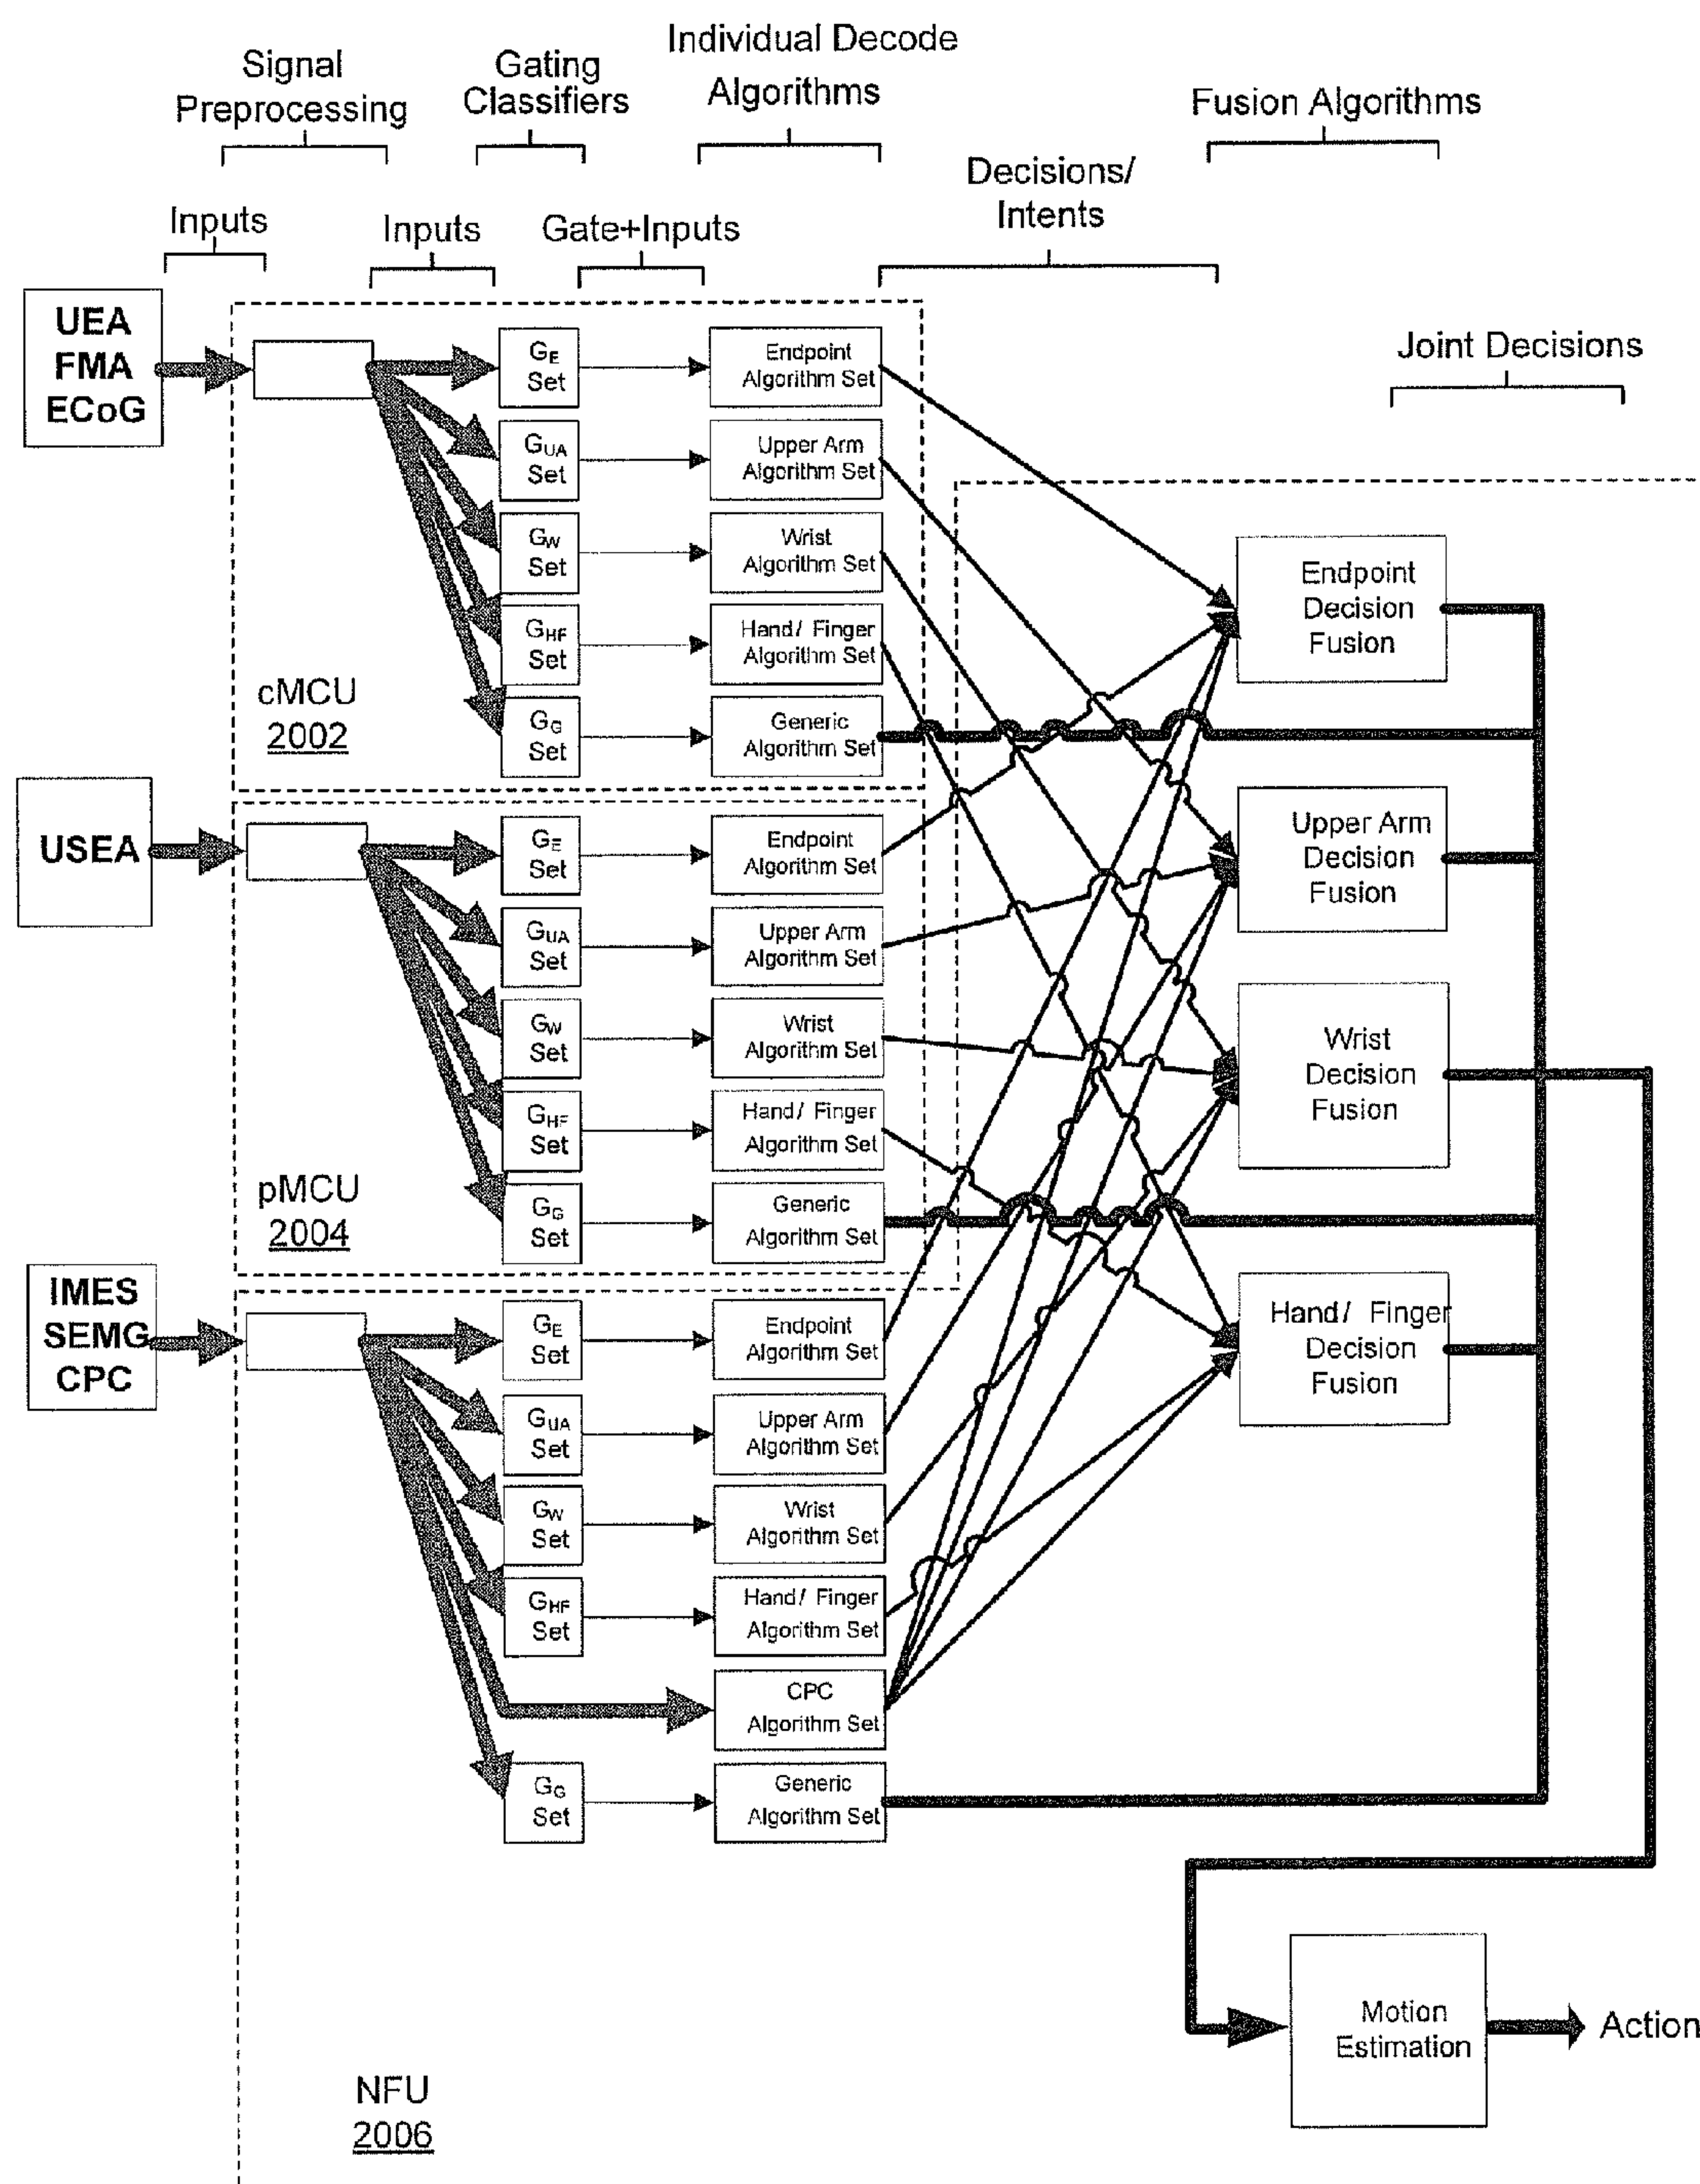 Individual Decode
Algorithms
Signal
Preprocessing
Gating
Classifiers
Fusion Algorithms
Decisions/
Intents
Inputs
Inputs
Gate+Inputs
Joint Decisions
UEA
FMA
ECoG
cMCU
2002
GE
Set
Endpoint
Algorithm Set
GUA
Set
Upper Arm
Algorithm Set
GW
Set
Wrist
Algorithm Set
GHF
Set
Hand/ Finger
Algorithm Set
GG
Set
Generic
Algorithm Set
USEA
pMCU
2004
GE
Set
Endpoint
Algorithm Set
GUA
Set
Upper Arm
Algorithm Set
GW
Set
Wrist
Algorithm Set
GHF
Set
Hand/ Finger
Algorithm Set
GG
Set
Generic
Algorithm Set
IMES
SEMG
CPC
GE
Set
Endpoint
Algorithm Set
GUA
Set
Upper Arm
Algorithm Set
GW
Set
Wrist
Algorithm Set
GHF
Set
Hand/ Finger
Algorithm Set
CPC
Algorithm Set
GG
Set
Generic
Algorithm Set
Endpoint
Decision
Fusion
Upper Arm
Decision
Fusion
Wrist
Decision
Fusion
Hand/ Finger
Decision
Fusion
Motion
Estimation
Action
NFU
2006